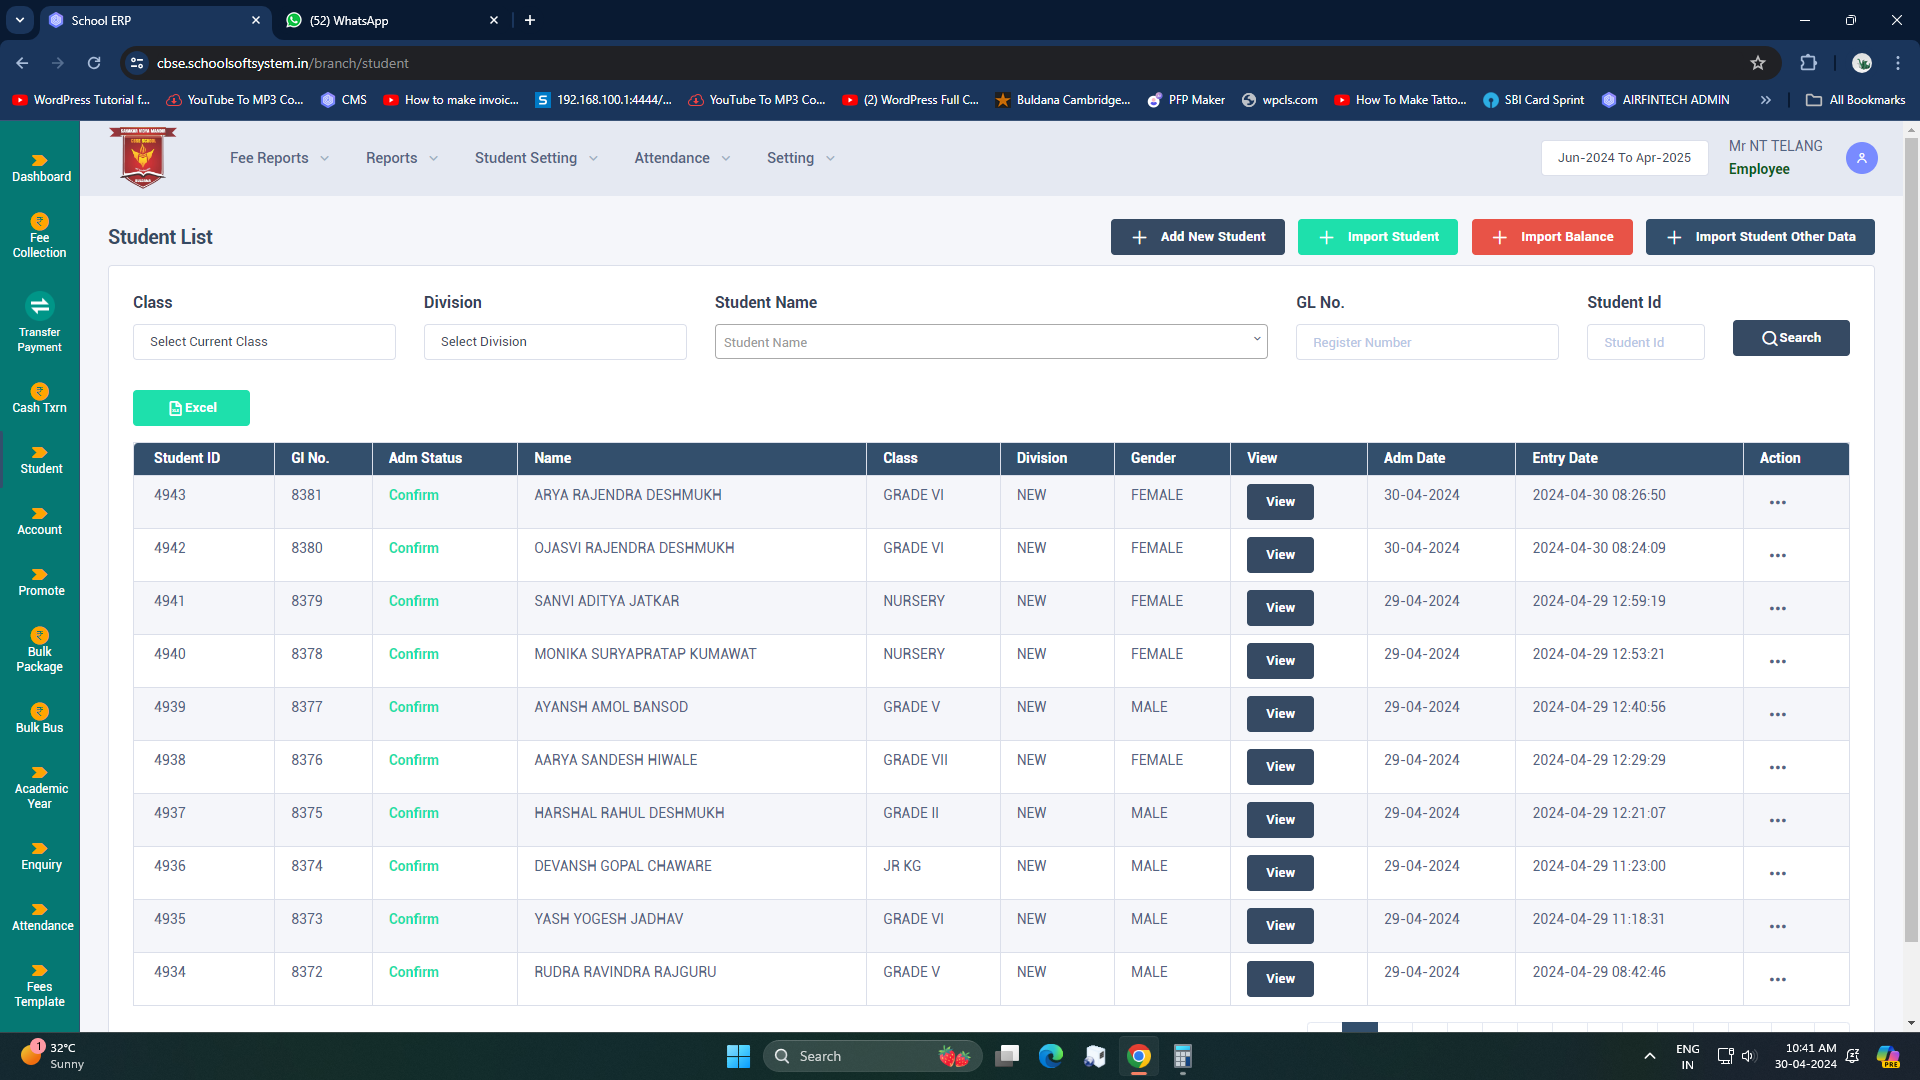 School ERP
(52) WhatsApp
cbse.schoolsoftsystem.in/branch/student
WordPress Tutorial f...
YouTube To MP3 Co...
CMS
How to make invoic...
192.168.100.1:4444/...
YouTube To MP3 Co...
(2) WordPress Full C...
Buldana Cambridge...
PFP Maker
wpcls.com
How To Make Tatto...
SBI Card Sprint
AIRFINTECH ADMIN
All Bookmarks
Fee Reports
Reports
Student Setting
Attendance
Setting
Jun-2024 To Apr-2025
Mr NT TELANG
Employee
Dashboard
Fee
Collection
Transfer
Payment
Cash Txrn
Student
Account
Promote
Bulk
Package
Bulk Bus
Academic
Year
Enquiry
Attendance
Fees
Template
Student List
Add New Student
Import Student
Import Balance
Import Student Other Data
Class Division Student Name GL No. Student Id
Select Current Class Select Division Student Name Register Number Student Id Search
Excel
Student ID Gl No. Adm Status Name Class Division Gender View Adm Date Entry Date Action
4943 8381 Confirm ARYA RAJENDRA DESHMUKH GRADE VI NEW FEMALE View 30-04-2024 2024-04-30 08:26:50 ...
4942 8380 Confirm OJASVI RAJENDRA DESHMUKH GRADE VI NEW FEMALE View 30-04-2024 2024-04-30 08:24:09 ...
4941 8379 Confirm SANVI ADITYA JATKAR NURSERY NEW FEMALE View 29-04-2024 2024-04-29 12:59:19 ...
4940 8378 Confirm MONIKA SURYAPRATAP KUMAWAT NURSERY NEW FEMALE View 29-04-2024 2024-04-29 12:53:21 ...
4939 8377 Confirm AYANSH AMOL BANSOD GRADE V NEW MALE View 29-04-2024 2024-04-29 12:40:56 ...
4938 8376 Confirm AARYA SANDESH HIWALE GRADE VII NEW FEMALE View 29-04-2024 2024-04-29 12:29:29 ...
4937 8375 Confirm HARSHAL RAHUL DESHMUKH GRADE II NEW MALE View 29-04-2024 2024-04-29 12:21:07 ...
4936 8374 Confirm DEVANSH GOPAL CHAWARE JR KG NEW MALE View 29-04-2024 2024-04-29 11:23:00 ...
4935 8373 Confirm YASH YOGESH JADHAV GRADE VI NEW MALE View 29-04-2024 2024-04-29 11:18:31 ...
4934 8372 Confirm RUDRA RAVINDRA RAJGURU GRADE V NEW MALE View 29-04-2024 2024-04-29 08:42:46 ...
1
32°C
Sunny
Search
ENG
IN
10:41 AM
30-04-2024
PRE